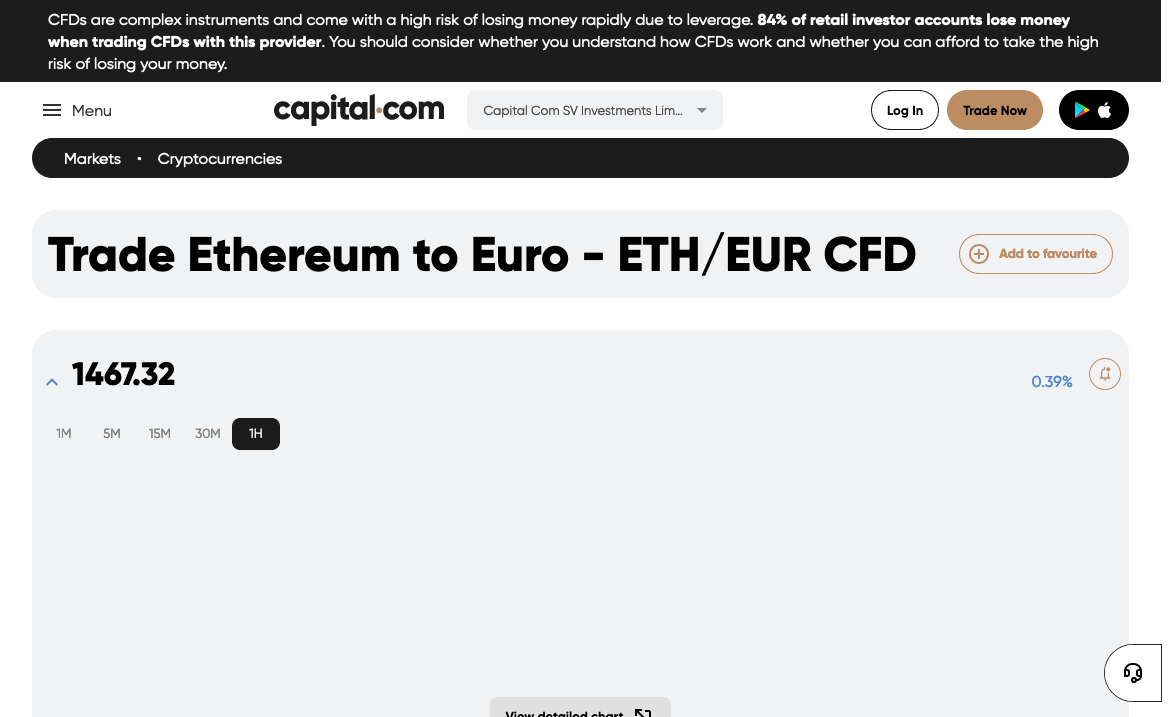 CFDs are complex instruments and come with a high risk of losing money rapidly due to leverage. 84% of retail investor accounts lose money
when trading CFDs with this provider. You should consider whether you understand how CFDs work and whether you can afford to take the high
risk of losing your money.
Menu
capital.com
Capital Com SV Investments Lim...
Log In
Trade Now
Markets • Cryptocurrencies
Trade Ethereum to Euro - ETH/EUR CFD
Add to favourite
1467.32
0.39%
1M 5M 15M 30M 1H
View detailed chart